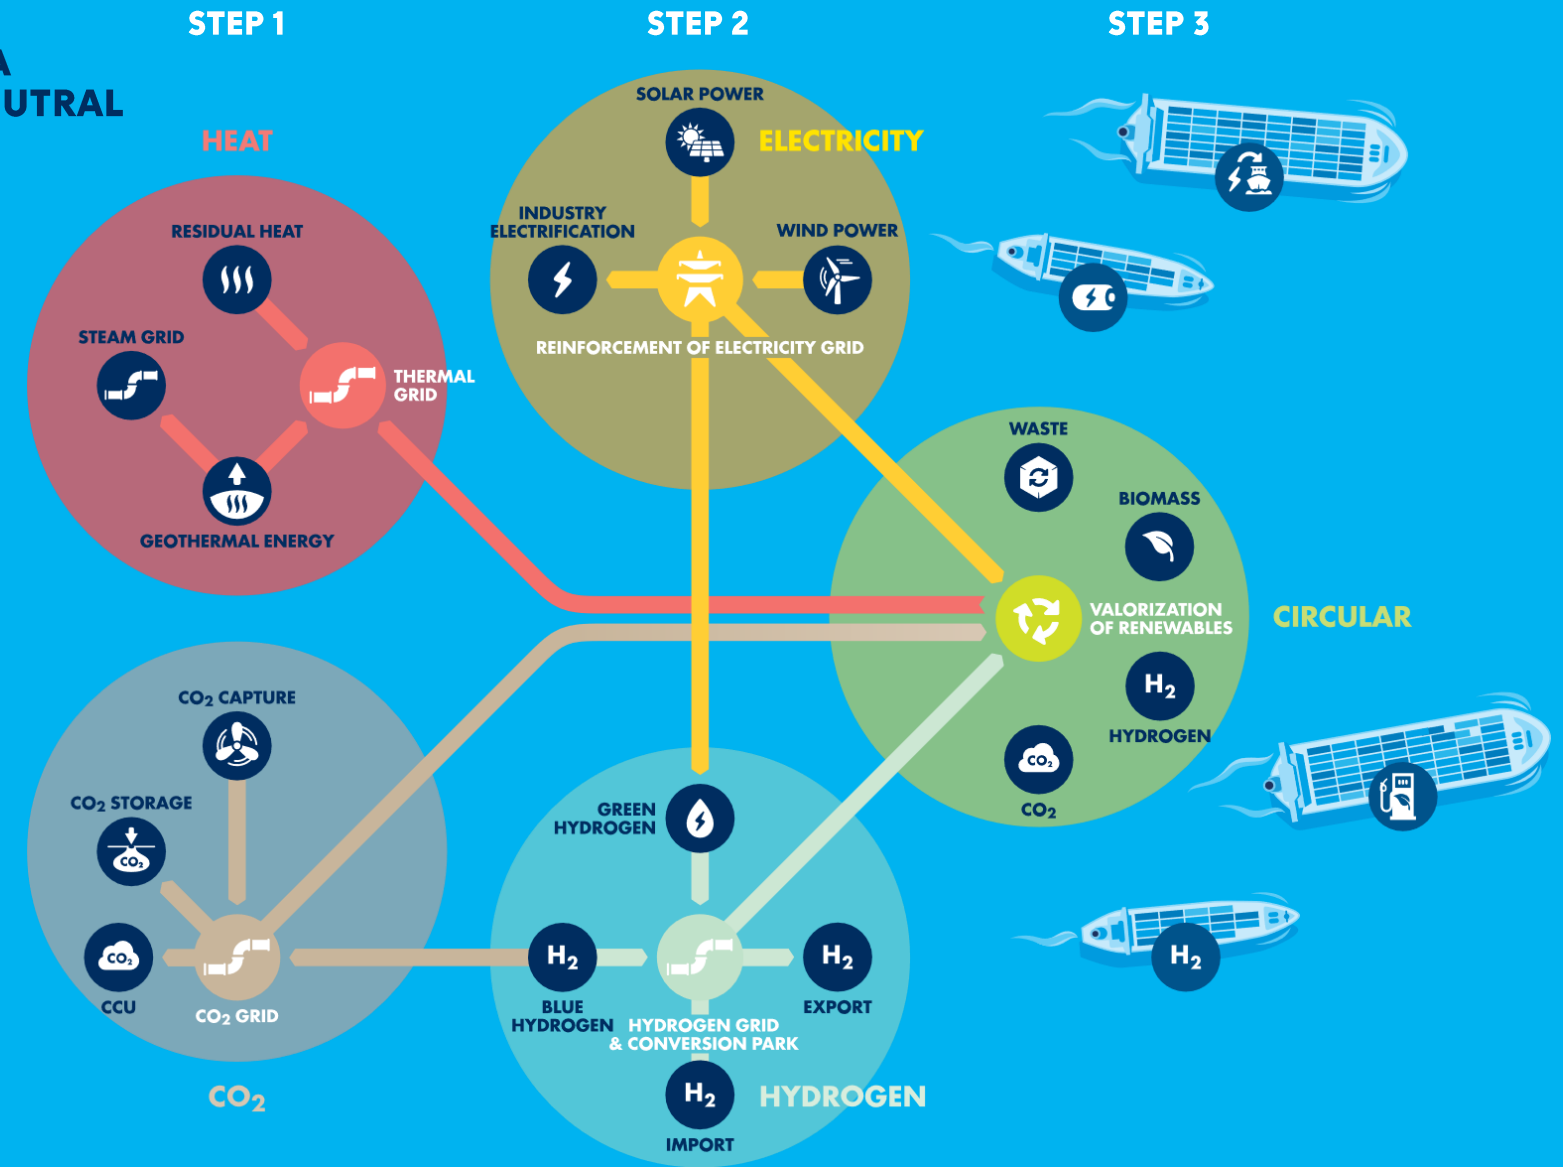 STEP 1
STEP 2
STEP 3
A
UTRAL
HEAT
RESIDUAL HEAT
STEAM GRID
THERMAL
GRID
GEOTHERMAL ENERGY
SOLAR POWER
ELECTRICITY
INDUSTRY
ELECTRIFICATION
WIND POWER
REINFORCEMENT OF ELECTRICITY GRID
WASTE
BIOMASS
VALORIZATION
OF RENEWABLES
CIRCULAR
H₂
HYDROGEN
CO₂
CO₂
CO₂ CAPTURE
CO₂ STORAGE
CO₂
CO₂
CCU
CO₂ GRID
CO₂
GREEN
HYDROGEN
H₂
BLUE
HYDROGEN
HYDROGEN GRID
& CONVERSION PARK
H₂
EXPORT
H₂
IMPORT
HYDROGEN
H₂